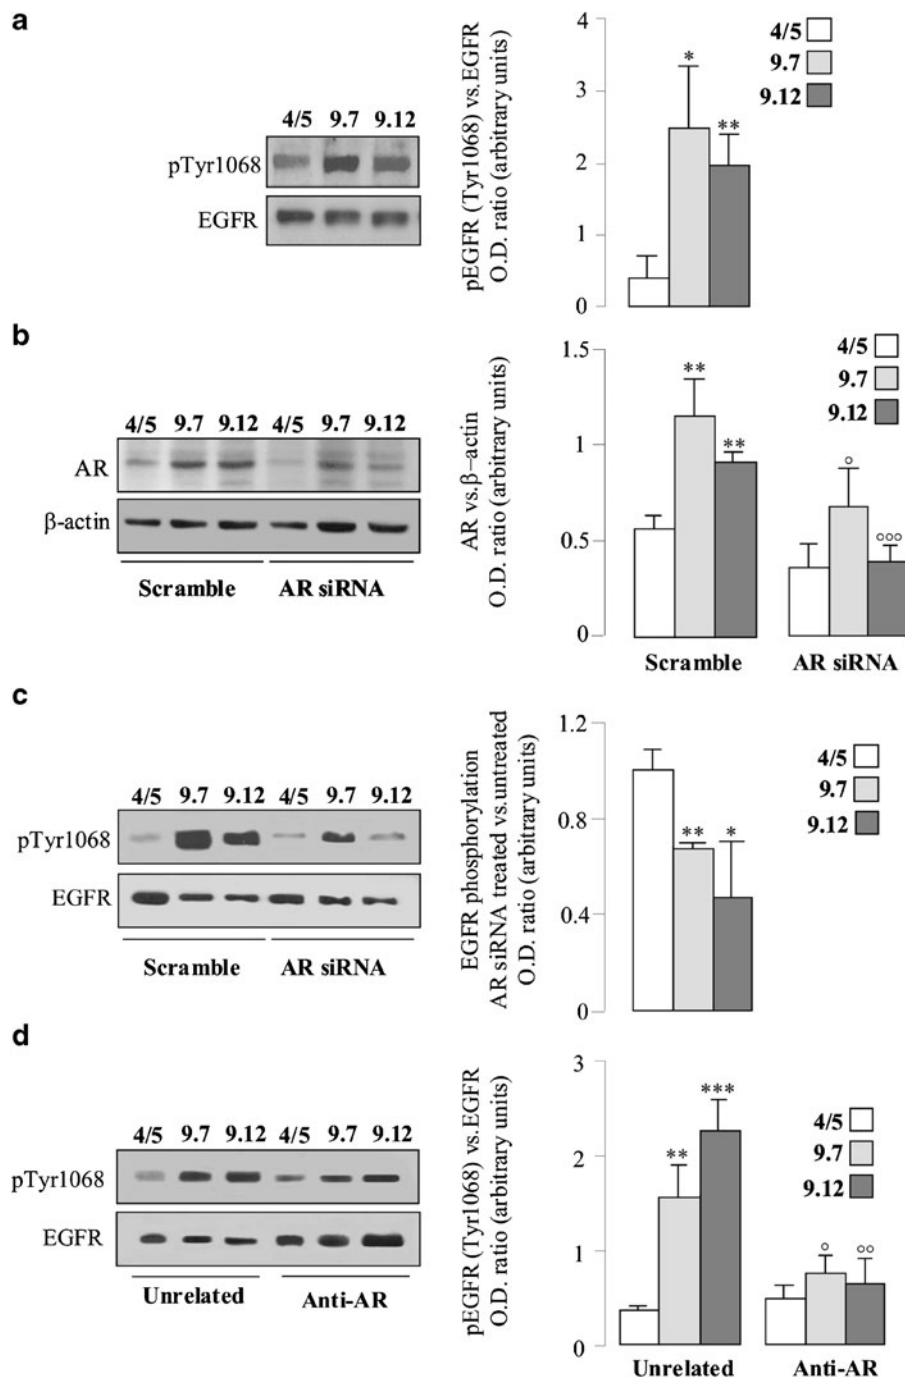 a
4/5 9.7 9.12
pTyr1068
EGFR
pEGFR (Tyr1068) vs.EGFR
O.D. ratio (arbitrary units)
4
3
2
1
0
*
**
4/5
9.7
9.12
b
4/5 9.7 9.12 4/5 9.7 9.12
AR
β-actin
Scramble AR siRNA
AR vs.β–actin
O.D. ratio (arbitrary units)
1.5
1
0.5
0
**
**
°
°°°
4/5
9.7
9.12
Scramble AR siRNA
c
4/5 9.7 9.12 4/5 9.7 9.12
pTyr1068
EGFR
Scramble AR siRNA
EGFR phosphorylation
AR siRNA treated vs.untreated
O.D. ratio (arbitrary units)
1.2
0.8
0.4
0
**
*
4/5
9.7
9.12
d
4/5 9.7 9.12 4/5 9.7 9.12
pTyr1068
EGFR
Unrelated Anti-AR
pEGFR (Tyr1068) vs.EGFR
O.D. ratio (arbitrary units)
3
2
1
0
**
***
°
°°
4/5
9.7
9.12
Unrelated Anti-AR